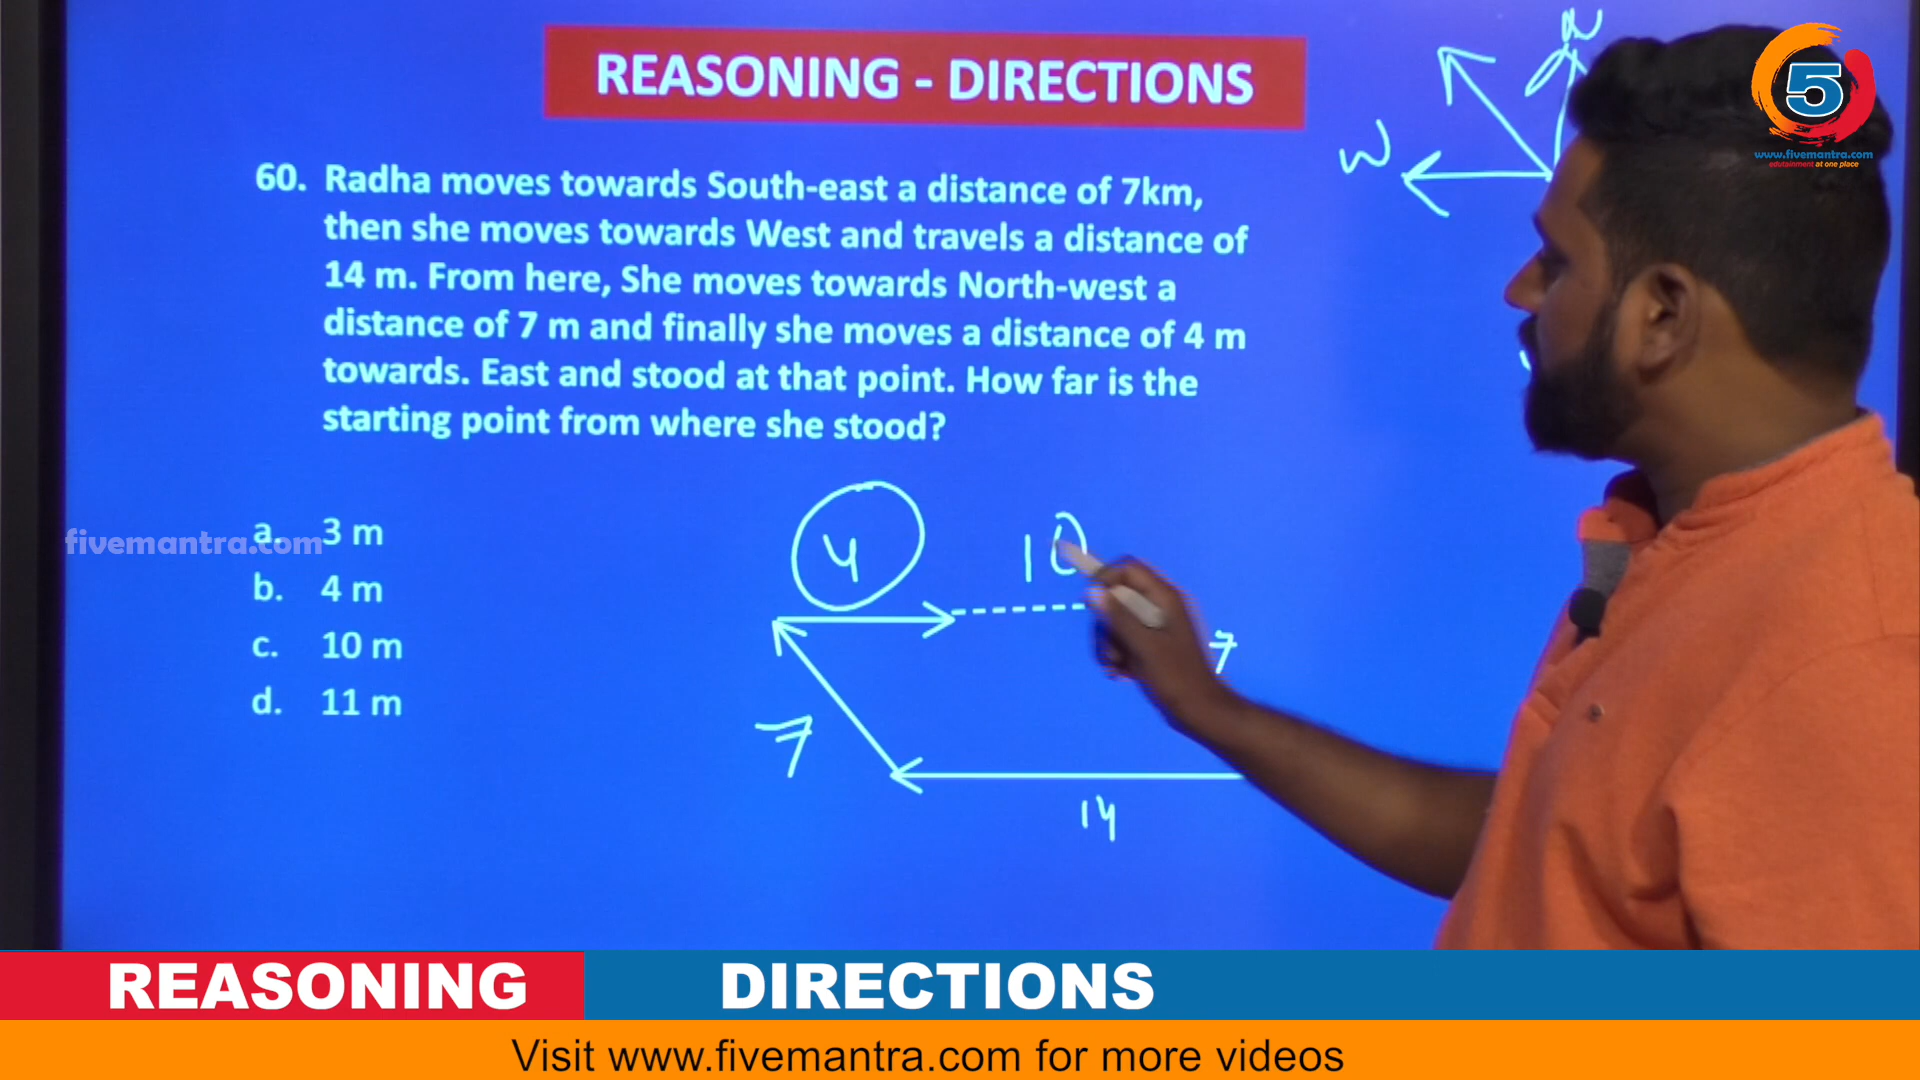 REASONING - DIRECTIONS
N
W
5
www.fivemantra.com
edutainment at one place
60. Radha moves towards South-east a distance of 7km,
then she moves towards West and travels a distance of
14 m. From here, She moves towards North-west a
distance of 7 m and finally she moves a distance of 4 m
towards. East and stood at that point. How far is the
starting point from where she stood?
a. 3 m
fivemantra.com
b. 4 m
c. 10 m
d. 11 m
4
10
7
7
14
REASONING
DIRECTIONS
Visit www.fivemantra.com for more videos